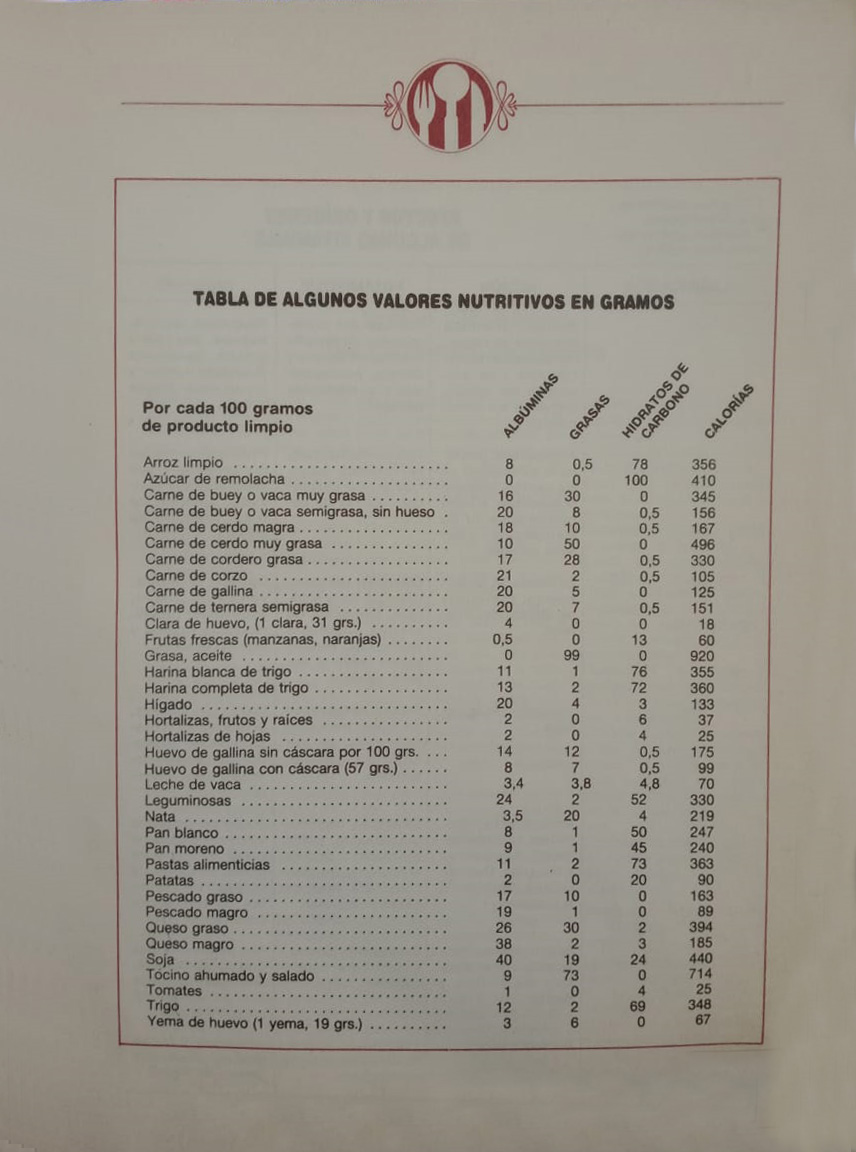 TABLA DE ALGUNOS VALORES NUTRITIVOS EN GRAMOS
Por cada 100 gramos
de producto limpio
ALBÚMINAS
GRASAS
HIDRATOS DE
CARBONO
CALORÍAS
Arroz limpio 8 0,5 78 356
Azúcar de remolacha 0 0 100 410
Carne de buey o vaca muy grasa 16 30 0 345
Carne de buey o vaca semigrasa, sin hueso 20 8 0,5 156
Carne de cerdo magra 18 10 0,5 167
Carne de cerdo muy grasa 10 50 0 496
Carne de cordero grasa 17 28 0,5 330
Carne de corzo 21 2 0,5 105
Carne de gallina 20 5 0 125
Carne de ternera semigrasa 20 7 0,5 151
Clara de huevo, (1 clara, 31 grs.) 4 0 0 18
Frutas frescas (manzanas, naranjas) 0,5 0 13 60
Grasa, aceite 0 99 0 920
Harina blanca de trigo 11 1 76 355
Harina completa de trigo 13 2 72 360
Hígado 20 4 3 133
Hortalizas, frutos y raíces 2 0 6 37
Hortalizas de hojas 2 0 4 25
Huevo de gallina sin cáscara por 100 grs. 14 12 0,5 175
Huevo de gallina con cáscara (57 grs.) 8 7 0,5 99
Leche de vaca 3,4 3,8 4,8 70
Leguminosas 24 2 52 330
Nata 3,5 20 4 219
Pan blanco 8 1 50 247
Pan moreno 9 1 45 240
Pastas alimenticias 11 2 73 363
Patatas 2 0 20 90
Pescado graso 17 10 0 163
Pescado magro 19 1 0 89
Queso graso 26 30 2 394
Queso magro 38 2 3 185
Soja 40 19 24 440
Tocino ahumado y salado 9 73 0 714
Tomates 1 0 4 25
Trigo 12 2 69 348
Yema de huevo (1 yema, 19 grs.) 3 6 0 67